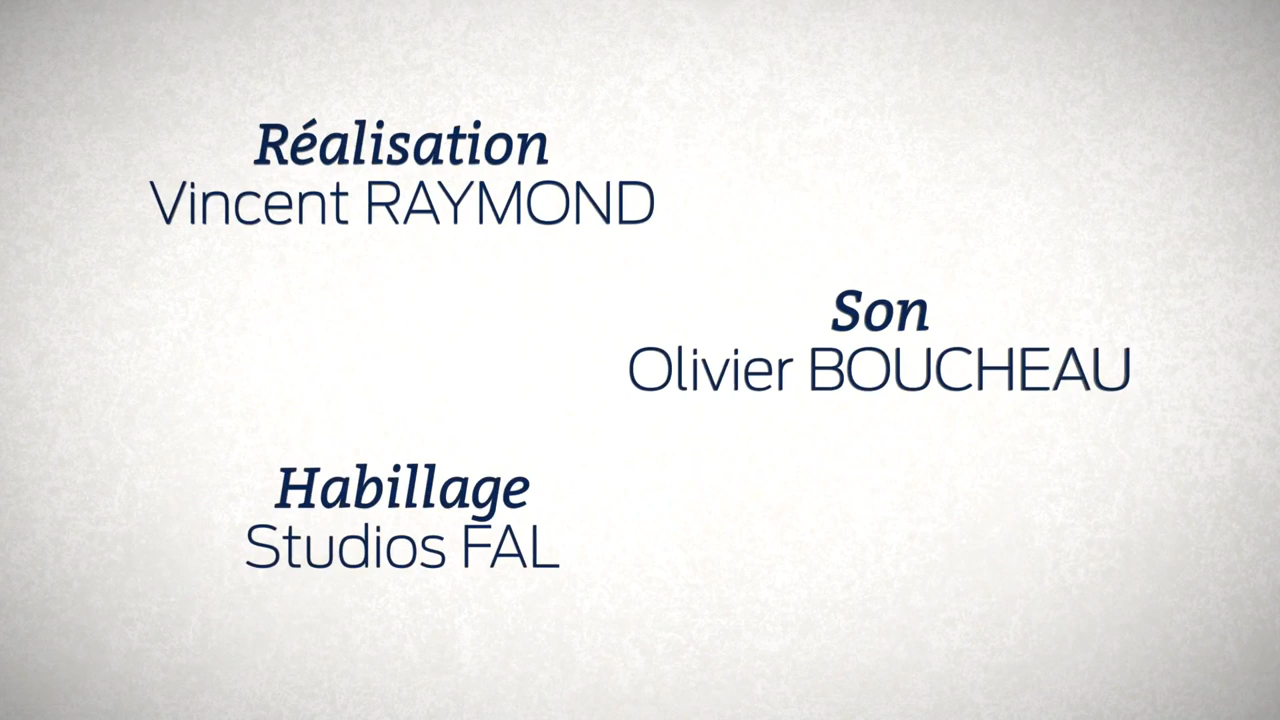 Réalisation
Vincent RAYMOND
Son
Olivier BOUCHEAU
Habillage
Studios FAL